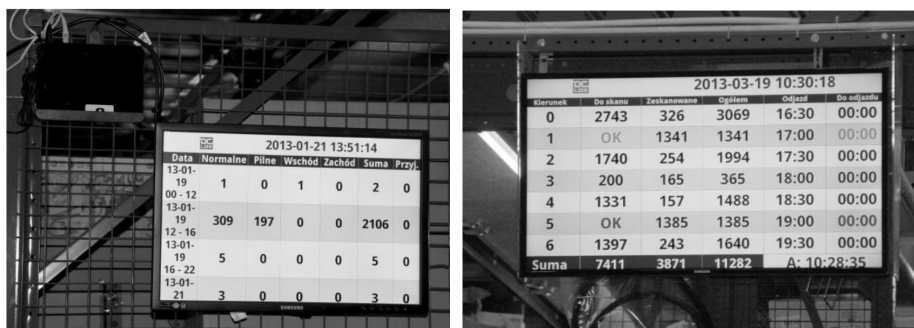 2013-01-21 13:51:14
Data Normalne Pilne Wschód Zachód Suma Przyj.
13-01-
19
00 - 12
1 0 1 0 2 0
13-01-
19
12 - 16
309 197 0 0 2106 0
13-01-
19
16 - 22
5 0 0 0 5 0
13-01-
21
3 0 0 0 3 0
SAMSUNG
2013-03-19 10:30:18
Kierunek Do skanu Zeskanowane Ogółem Odjazd Do odjazdu
0 2743 326 3069 16:30 00:00
1 OK 1341 1341 17:00 00:00
2 1740 254 1994 17:30 00:00
3 200 165 365 18:00 00:00
4 1331 157 1488 18:30 00:00
5 OK 1385 1385 19:00 00:00
6 1397 243 1640 19:30 00:00
Suma 7411 3871 11282 A: 10:28:35
SAMSUNG